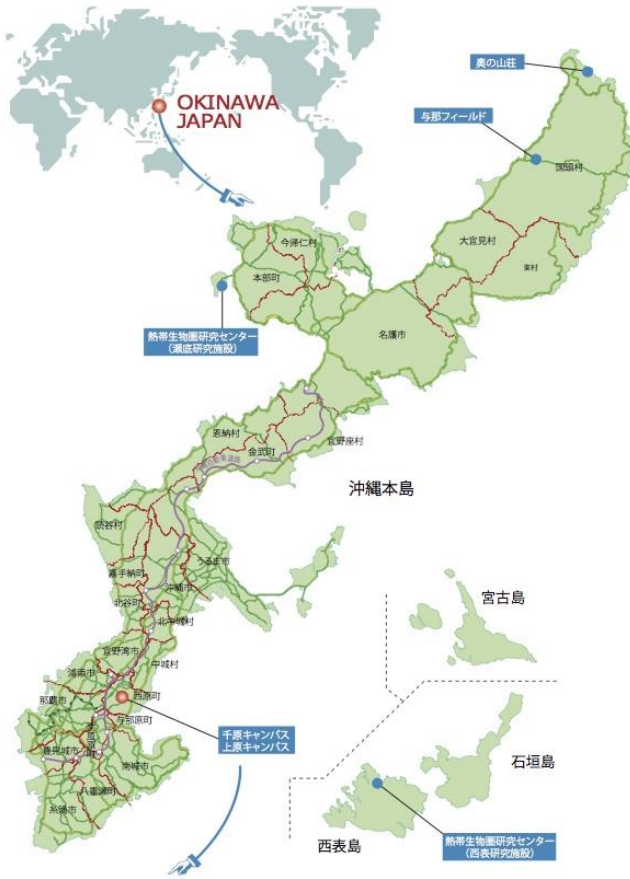 OKINAWA
JAPAN
奥の山荘
与那フィールド
国頭村
大宜見村
東村
今帰仁村
本部町
名護市
熱帯生物圏研究センター
(瀬底研究施設)
恩納村
金武町
宜野座村
沖縄本島
読谷村
うるま市
嘉手納町
沖縄市
北谷町
北中城村
宜野湾市
中城村
浦添市
西原町
那覇市
与那原町
千原キャンパス
上原キャンパス
豊見城市
南城市
八重瀬町
糸満市
宮古島
石垣島
西表島
熱帯生物圏研究センター
(西表研究施設)